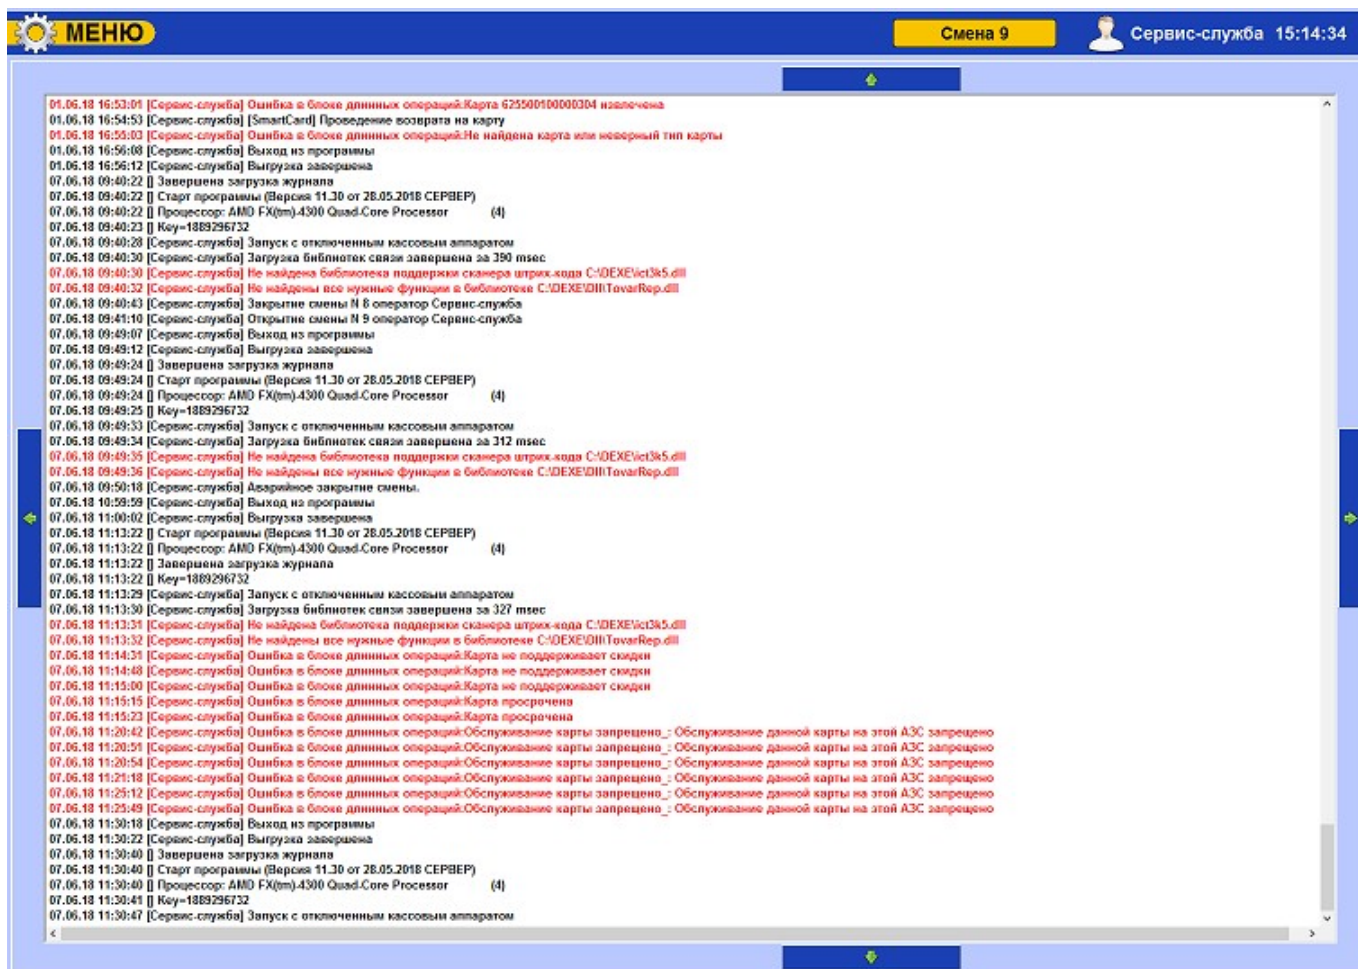 МЕНЮ
Смена 9
Сервис-служба 15:14:34
01.06.18 16:53:01 [Сервис-служба] Ошибка в блоке длинных операций:Карта 625500100000304 извлечена
01.06.18 16:54:53 [Сервис-служба] [SmartCard] Проведение возврата на карту
01.06.18 16:55:03 [Сервис-служба] Ошибка в блоке длинных операций:Не найдена карта или неверный тип карты
01.06.18 16:56:08 [Сервис-служба] Выход из программы
01.06.18 16:56:12 [Сервис-служба] Выгрузка завершена
07.06.18 09:40:22 [] Завершена загрузка журнала
07.06.18 09:40:22 [] Старт программы (Версия 11.30 от 28.05.2018 СЕРВЕР)
07.06.18 09:40:22 [] Процессор: AMD FX(tm)-4300 Quad-Core Processor (4)
07.06.18 09:40:23 [] Key=1889296732
07.06.18 09:40:28 [Сервис-служба] Запуск с отключенным кассовым аппаратом
07.06.18 09:40:30 [Сервис-служба] Загрузка библиотек связи завершена за 390 msec
07.06.18 09:40:30 [Сервис-служба] Не найдена библиотека поддержки сканера штрих-кода C:\DEXE\ict3k5.dll
07.06.18 09:40:32 [Сервис-служба] Не найдены все нужные функции в библиотеке C:\DEXE\Dll\TovarRep.dll
07.06.18 09:40:43 [Сервис-служба] Закрытие смены N 8 оператор Сервис-служба
07.06.18 09:41:10 [Сервис-служба] Открытие смены N 9 оператор Сервис-служба
07.06.18 09:49:07 [Сервис-служба] Выход из программы
07.06.18 09:49:12 [Сервис-служба] Выгрузка завершена
07.06.18 09:49:24 [] Завершена загрузка журнала
07.06.18 09:49:24 [] Старт программы (Версия 11.30 от 28.05.2018 СЕРВЕР)
07.06.18 09:49:24 [] Процессор: AMD FX(tm)-4300 Quad-Core Processor (4)
07.06.18 09:49:25 [] Key=1889296732
07.06.18 09:49:33 [Сервис-служба] Запуск с отключенным кассовым аппаратом
07.06.18 09:49:34 [Сервис-служба] Загрузка библиотек связи завершена за 312 msec
07.06.18 09:49:35 [Сервис-служба] Не найдена библиотека поддержки сканера штрих-кода C:\DEXE\ict3k5.dll
07.06.18 09:49:36 [Сервис-служба] Не найдены все нужные функции в библиотеке C:\DEXE\Dll\TovarRep.dll
07.06.18 09:50:18 [Сервис-служба] Аварийное закрытие смены.
07.06.18 10:59:59 [Сервис-служба] Выход из программы
07.06.18 11:00:02 [Сервис-служба] Выгрузка завершена
07.06.18 11:13:22 [] Старт программы (Версия 11.30 от 28.05.2018 СЕРВЕР)
07.06.18 11:13:22 [] Процессор: AMD FX(tm)-4300 Quad-Core Processor (4)
07.06.18 11:13:22 [] Завершена загрузка журнала
07.06.18 11:13:22 [] Key=1889296732
07.06.18 11:13:29 [Сервис-служба] Запуск с отключенным кассовым аппаратом
07.06.18 11:13:30 [Сервис-служба] Загрузка библиотек связи завершена за 327 msec
07.06.18 11:13:31 [Сервис-служба] Не найдена библиотека поддержки сканера штрих-кода C:\DEXE\ict3k5.dll
07.06.18 11:13:32 [Сервис-служба] Не найдены все нужные функции в библиотеке C:\DEXE\Dll\TovarRep.dll
07.06.18 11:14:31 [Сервис-служба] Ошибка в блоке длинных операций:Карта не поддерживает скидки
07.06.18 11:14:48 [Сервис-служба] Ошибка в блоке длинных операций:Карта не поддерживает скидки
07.06.18 11:15:00 [Сервис-служба] Ошибка в блоке длинных операций:Карта не поддерживает скидки
07.06.18 11:15:15 [Сервис-служба] Ошибка в блоке длинных операций:Карта просрочена
07.06.18 11:15:23 [Сервис-служба] Ошибка в блоке длинных операций:Карта просрочена
07.06.18 11:20:42 [Сервис-служба] Ошибка в блоке длинных операций:Обслуживание карты запрещено_: Обслуживание данной карты на этой АЗС запрещено
07.06.18 11:20:51 [Сервис-служба] Ошибка в блоке длинных операций:Обслуживание карты запрещено_: Обслуживание данной карты на этой АЗС запрещено
07.06.18 11:20:54 [Сервис-служба] Ошибка в блоке длинных операций:Обслуживание карты запрещено_: Обслуживание данной карты на этой АЗС запрещено
07.06.18 11:21:18 [Сервис-служба] Ошибка в блоке длинных операций:Обслуживание карты запрещено_: Обслуживание данной карты на этой АЗС запрещено
07.06.18 11:25:12 [Сервис-служба] Ошибка в блоке длинных операций:Обслуживание карты запрещено_: Обслуживание данной карты на этой АЗС запрещено
07.06.18 11:25:49 [Сервис-служба] Ошибка в блоке длинных операций:Обслуживание карты запрещено_: Обслуживание данной карты на этой АЗС запрещено
07.06.18 11:30:18 [Сервис-служба] Выход из программы
07.06.18 11:30:22 [Сервис-служба] Выгрузка завершена
07.06.18 11:30:40 [] Завершена загрузка журнала
07.06.18 11:30:40 [] Старт программы (Версия 11.30 от 28.05.2018 СЕРВЕР)
07.06.18 11:30:40 [] Процессор: AMD FX(tm)-4300 Quad-Core Processor (4)
07.06.18 11:30:41 [] Key=1889296732
07.06.18 11:30:47 [Сервис-служба] Запуск с отключенным кассовым аппаратом